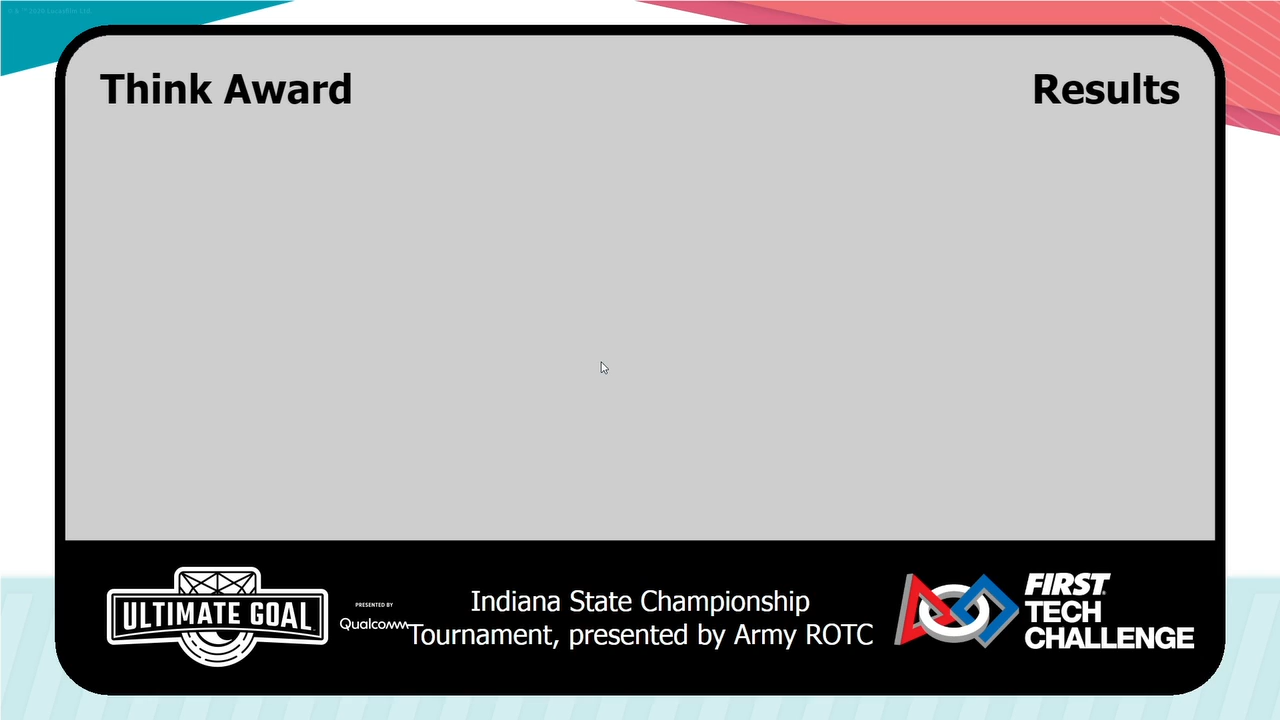 Think Award
Results
ULTIMATE GOAL
PRESENTED BY
Qualcomm
Indiana State Championship
Tournament, presented by Army ROTC
FIRST
TECH
CHALLENGE